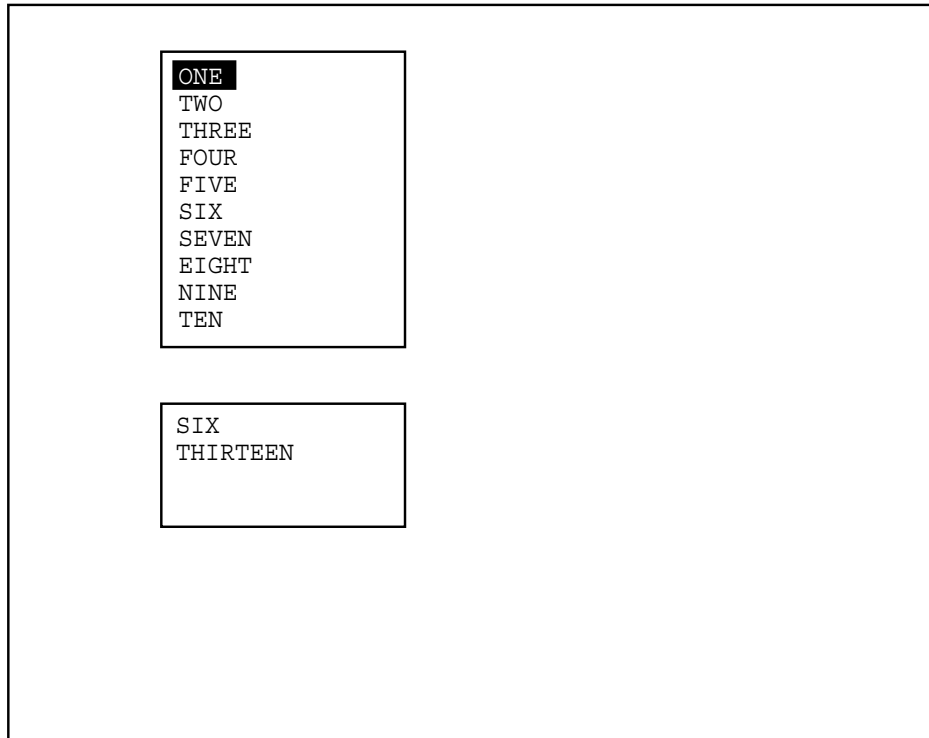 ONE
TWO
THREE
FOUR
FIVE
SIX
SEVEN
EIGHT
NINE
TEN
SIX
THIRTEEN